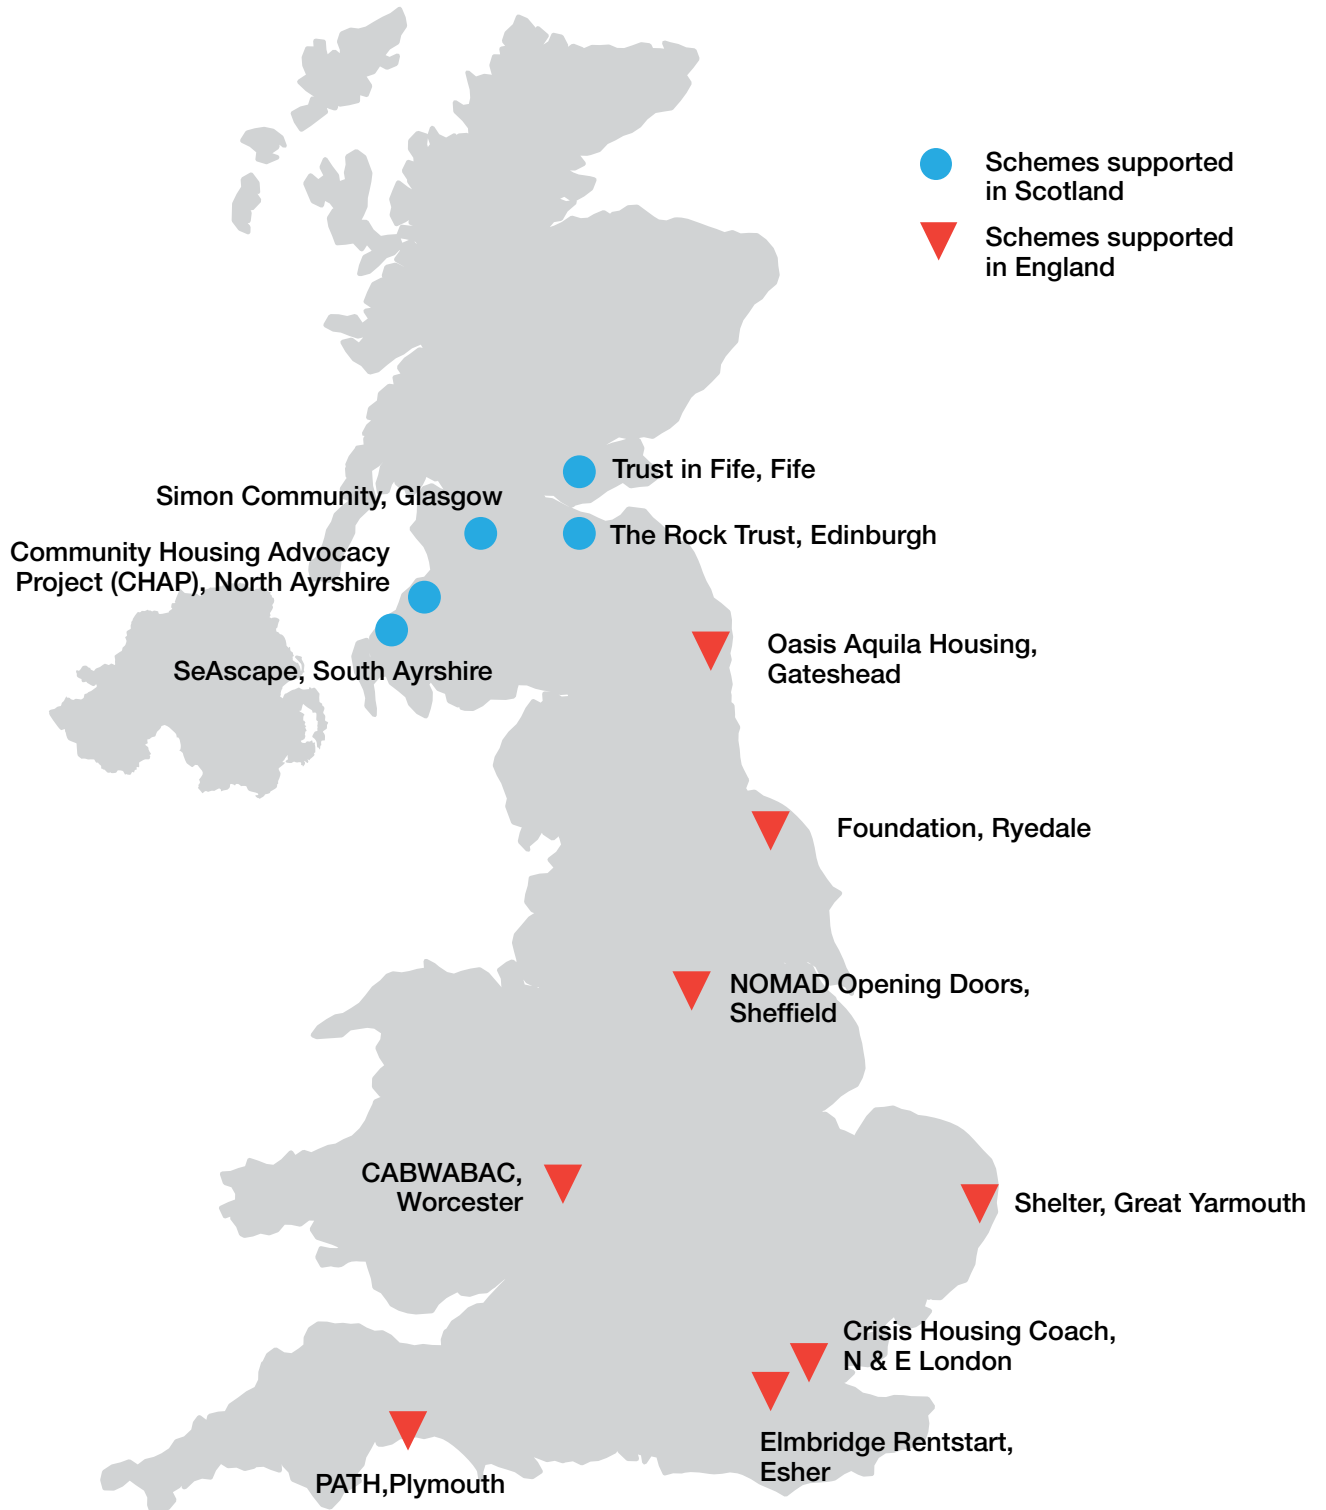 Schemes supported
in Scotland
Schemes supported
in England
Trust in Fife, Fife
Simon Community, Glasgow
The Rock Trust, Edinburgh
Community Housing Advocacy
Project (CHAP), North Ayrshire
SeAscape, South Ayrshire
Oasis Aquila Housing,
Gateshead
Foundation, Ryedale
NOMAD Opening Doors,
Sheffield
CABWABAC,
Worcester
Shelter, Great Yarmouth
Crisis Housing Coach,
N & E London
Elmbridge Rentstart,
Esher
PATH,Plymouth